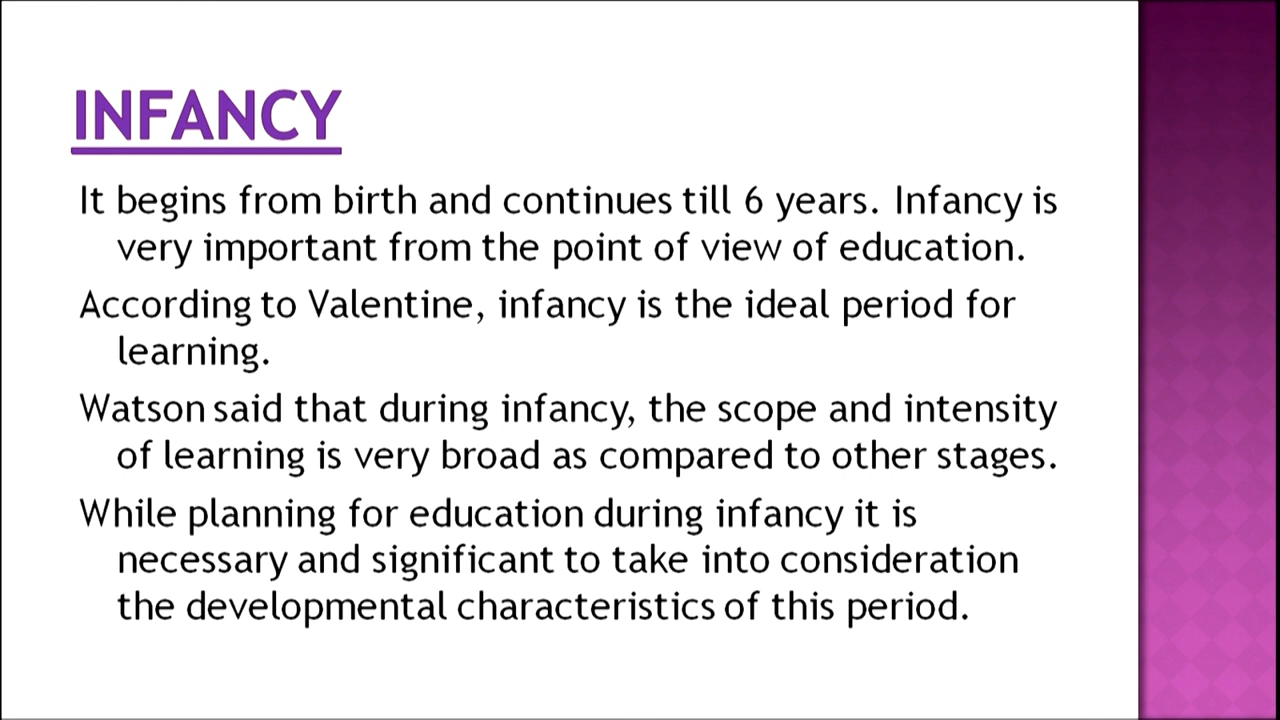 INFANCY
It begins from birth and continues till 6 years. Infancy is
very important from the point of view of education.
According to Valentine, infancy is the ideal period for
learning.
Watson said that during infancy, the scope and intensity
of learning is very broad as compared to other stages.
While planning for education during infancy it is
necessary and significant to take into consideration
the developmental characteristics of this period.